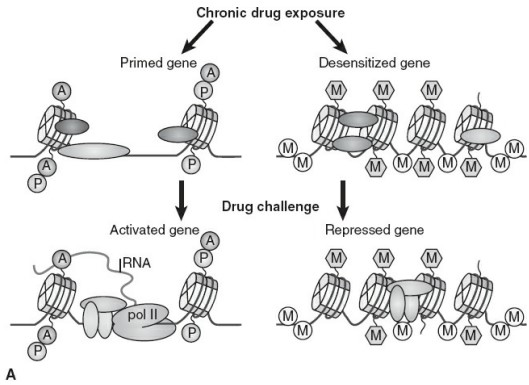 Chronic drug exposure
Primed gene
Desensitized gene
A
P
A
A
P
P
M
M
M
M
M
M
M
M
M
M
M
M
Drug challenge
Activated gene
Repressed gene
A
RNA
pol II
A
P
A
P
P
M
M
M
M
M
M
M
M
M
M
M
A